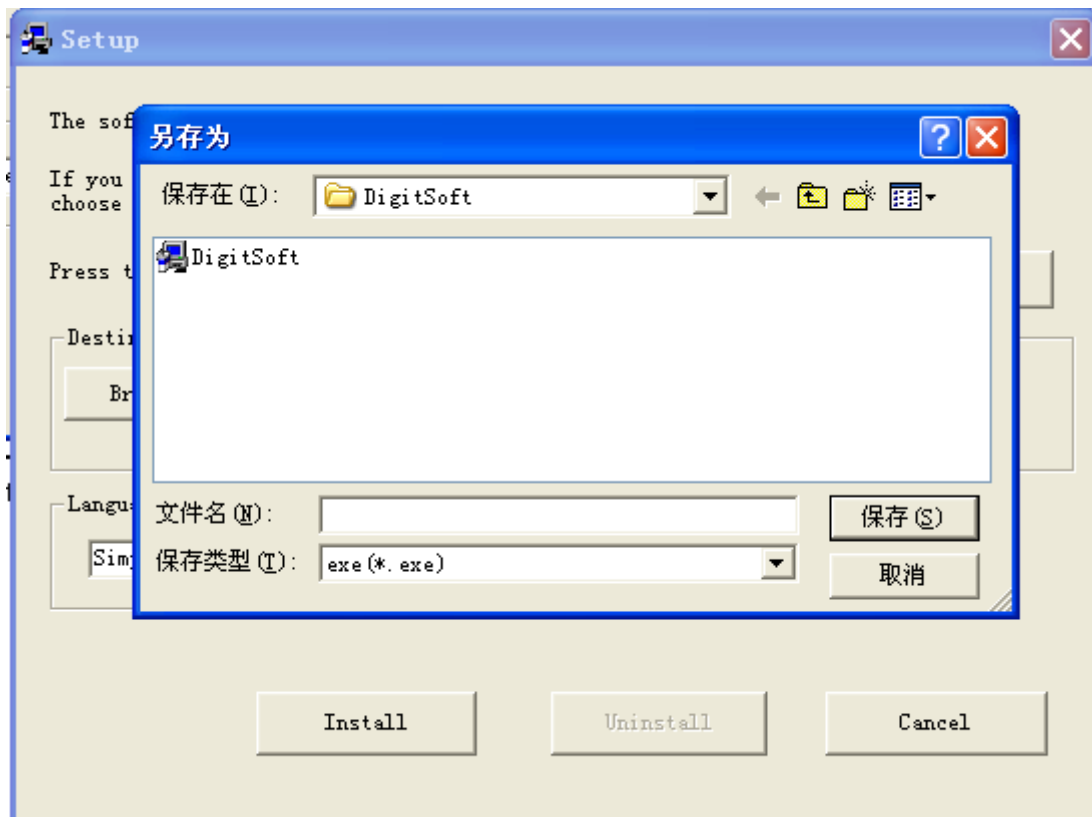 Setup
The sof
另存为
If you
choose
保存在(I):
DigitSoft
DigitSoft
Press t
Destin
Br
Langu
文件名(N):
保存(S)
Sim
保存类型(T):
exe(*.exe)
取消
Install
Uninstall
Cancel